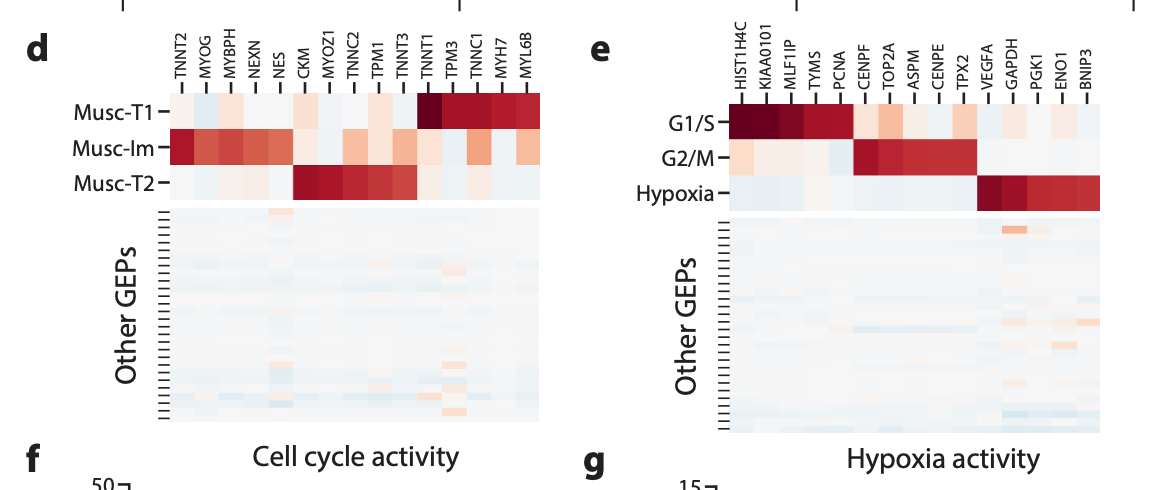 d
TNNT2
MYOG
MYBPH
NEXN
NES
CKM
MYOZ1
TNNC2
TPM1
TNNT3
TNNT1
TPM3
TNNC1
MYH7
MYL6B
Musc-T1
Musc-Im
Musc-T2
Other GEPs
e
HIST1H4C
KIAA0101
MLF1IP
TYMS
PCNA
CENPF
TOP2A
ASPM
CENPE
TPX2
VEGFA
GAPDH
PGK1
ENO1
BNIP3
G1/S
G2/M
Hypoxia
Other GEPs
f
Cell cycle activity
50
g
Hypoxia activity
15